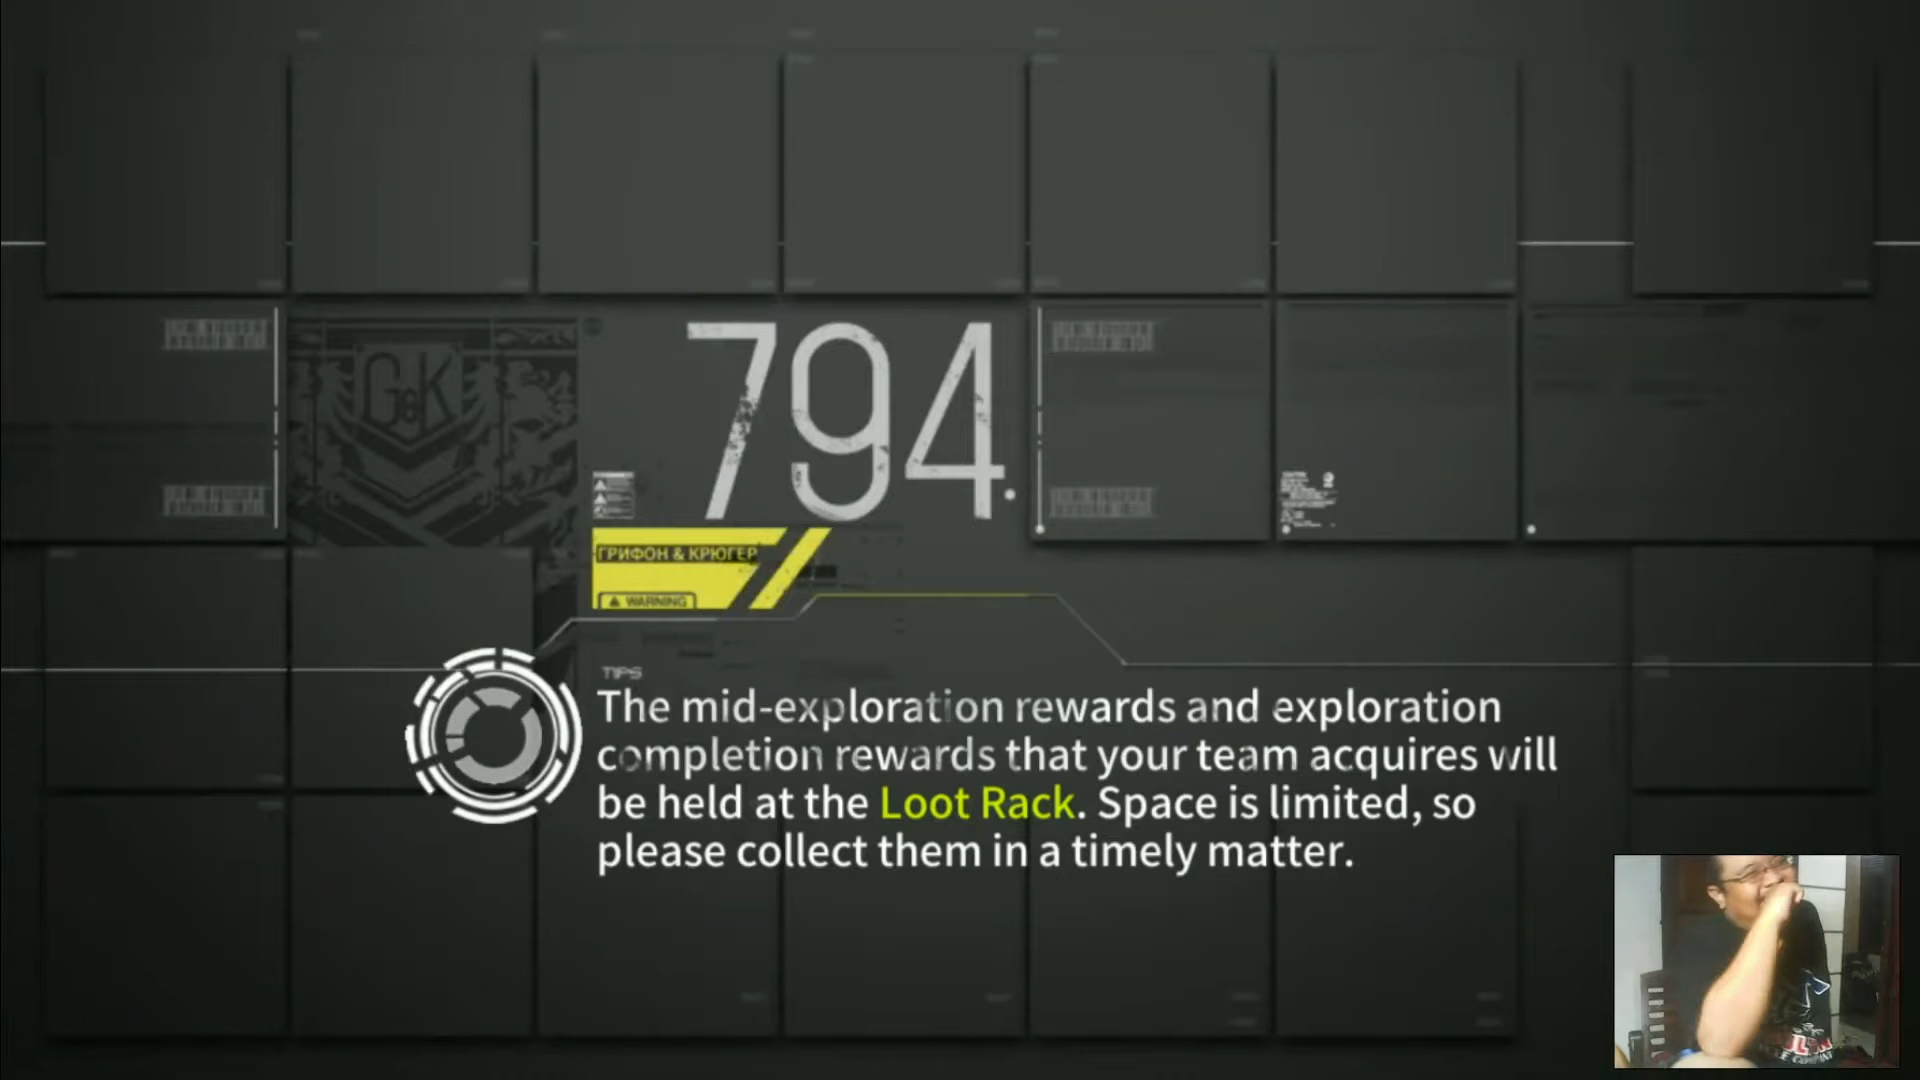 G&K
794.
ГРИФОН & КРЮГЕР
WARNING
TIPS
The mid-exploration rewards and exploration
completion rewards that your team acquires will
be held at the Loot Rack. Space is limited, so
please collect them in a timely matter.